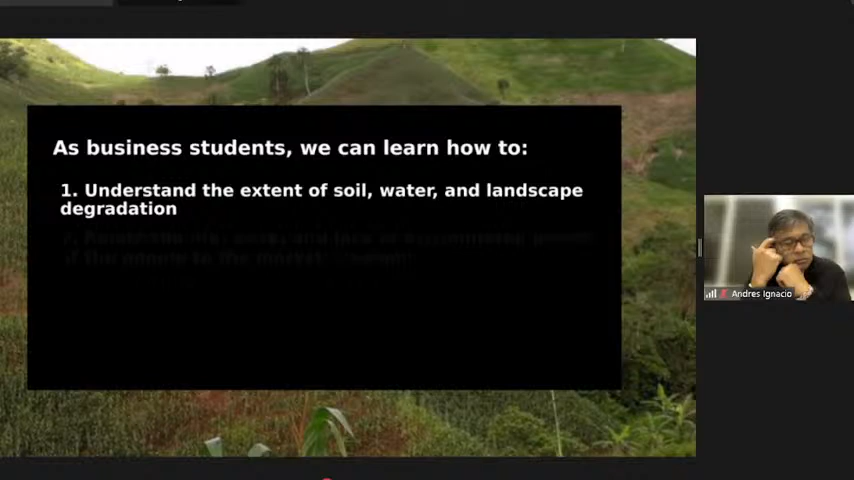 As business students, we can learn how to:
1. Understand the extent of soil, water, and landscape
degradation
Andres Ignacio